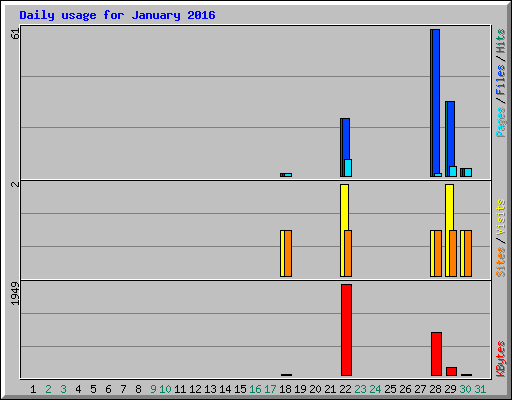 Daily usage for January 2016
61
Pages / Files / Hits
2
Sites / Visits
1949
KBytes
1 2 3 4 5 6 7 8 9 10 11 12 13 14 15 16 17 18 19 20 21 22 23 24 25 26 27 28 29 30 31